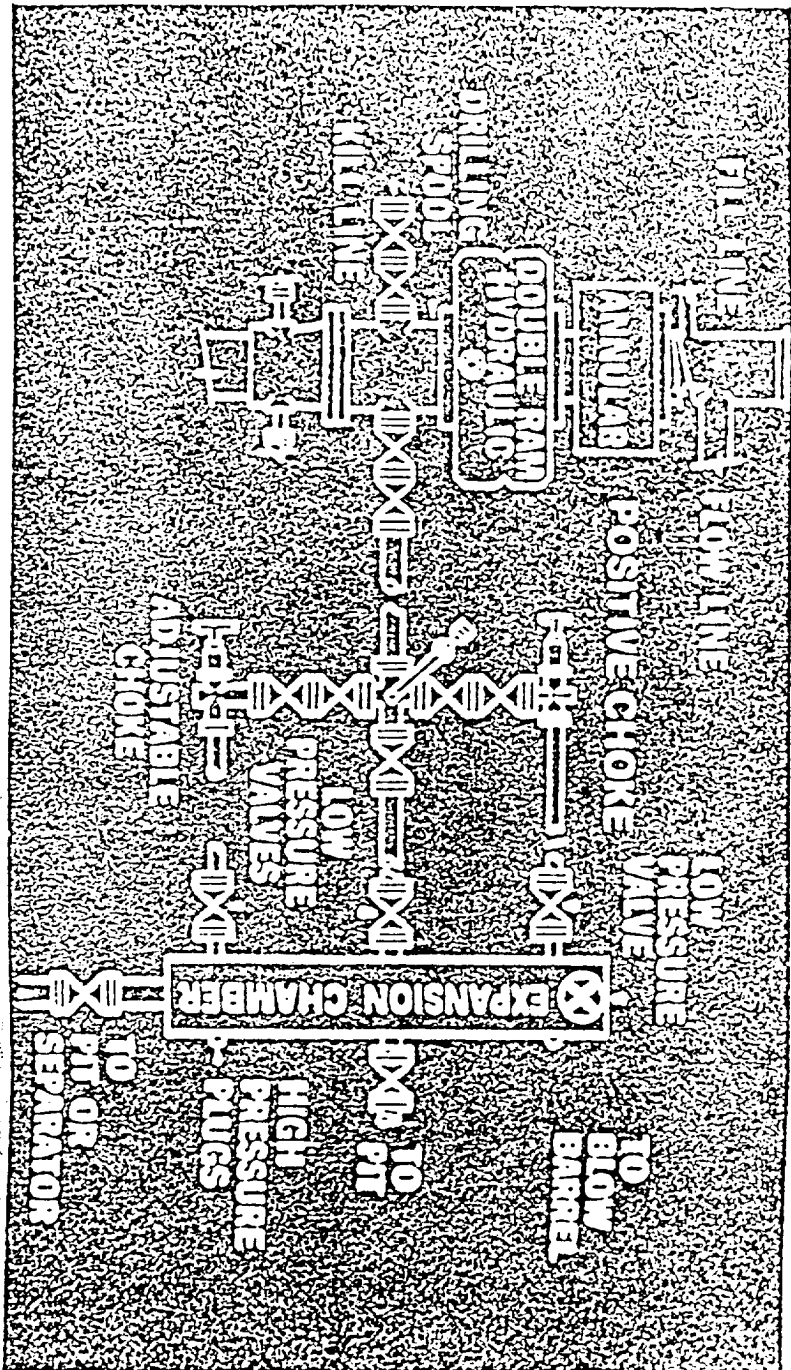 FILL LINE
FLOW LINE
ANNULAR
DOUBLE RAM
HYDRAULIC
DRILLING
SPOOL
KILL LINE
POSITIVE CHOKE
ADJUSTABLE
CHOKE
LOW
PRESSURE
VALVES
LOW
PRESSURE
VALVE
EXPANSION CHAMBER
TO
BLOW
BARREL
TO
PIT
HIGH
PRESSURE
PLUGS
TO
PIT OR
SEPARATOR